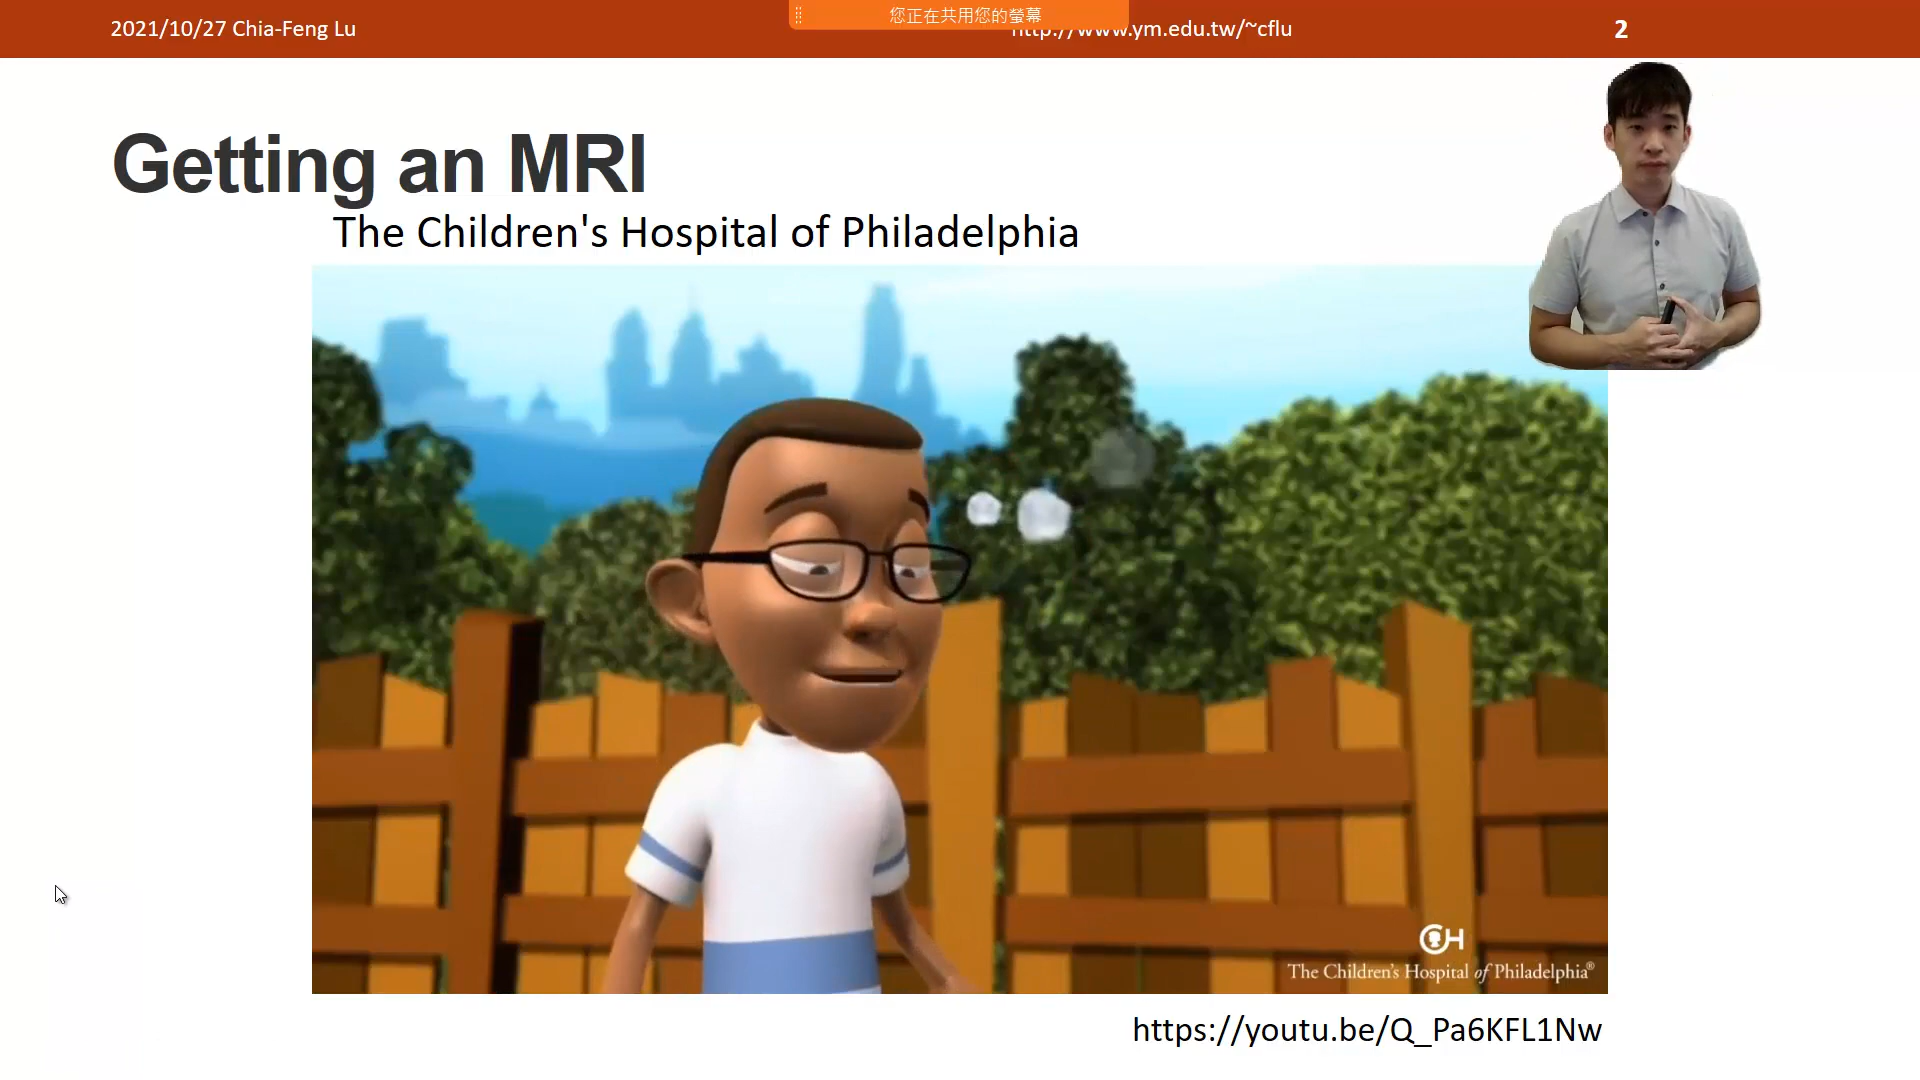 2021/10/27 Chia-Feng Lu
您正在共用您的螢幕
http://www.ym.edu.tw/~cflu
2
Getting an MRI
The Children's Hospital of Philadelphia
CH
The Children's Hospital of Philadelphia®
https://youtu.be/Q_Pa6KFL1Nw